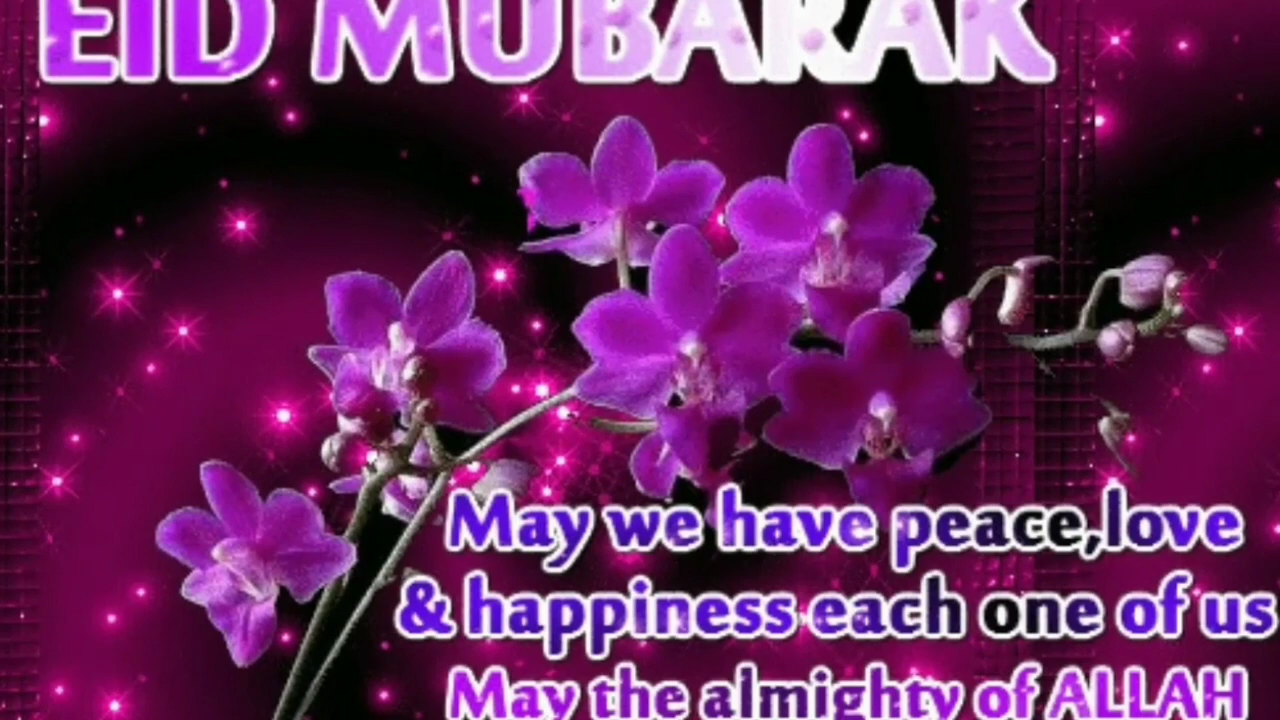 EID MUBARAK
May we have peace,love
& happiness each one of us
May the almighty of ALLAH